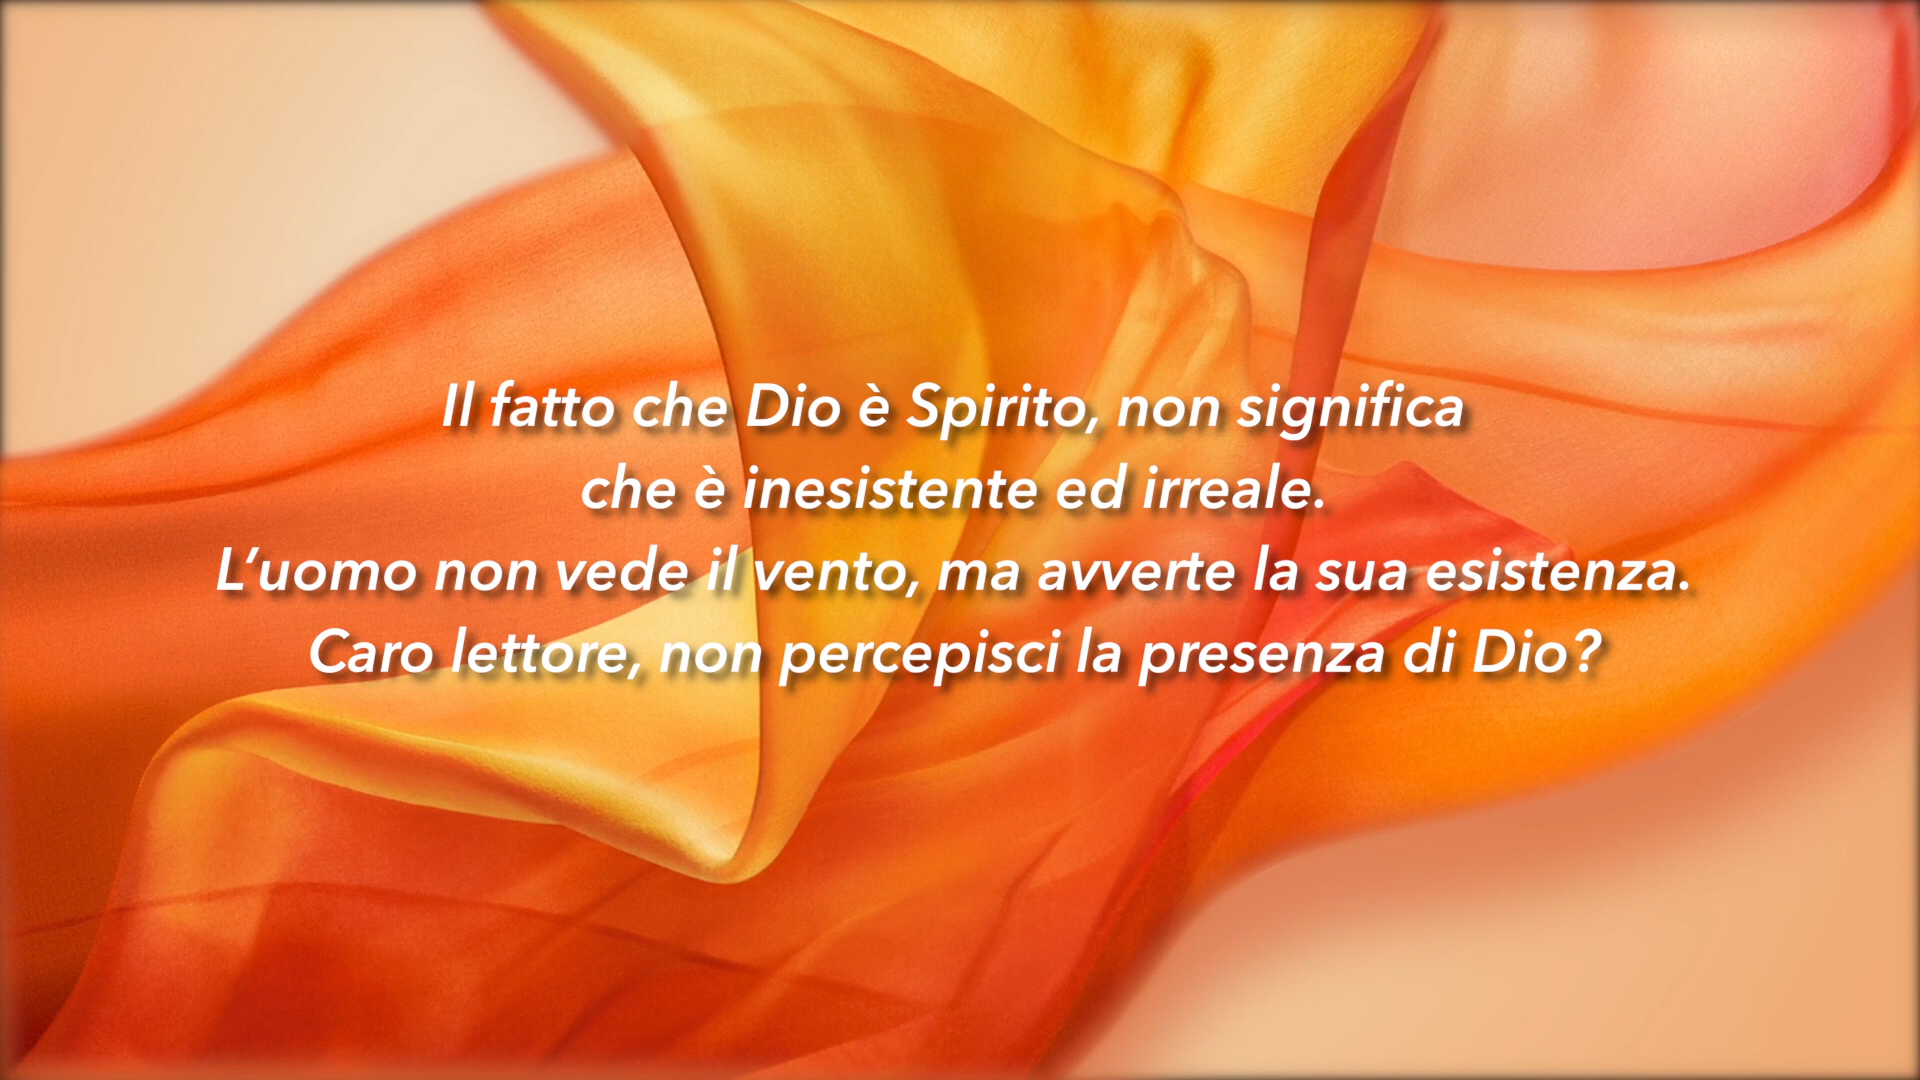 Il fatto che Dio è Spirito, non significa
che è inesistente ed irreale.
L’uomo non vede il vento, ma avverte la sua esistenza.
Caro lettore, non percepisci la presenza di Dio?